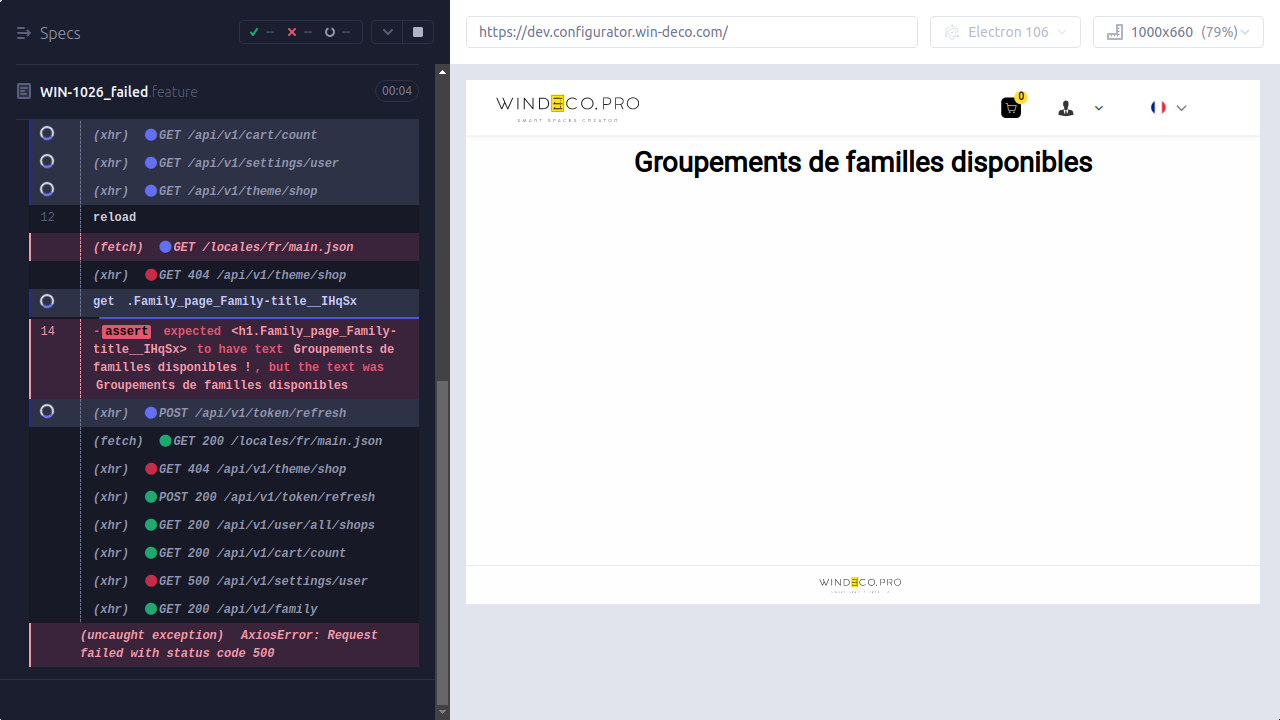 Specs
--
--
--
https://dev.configurator.win-deco.com/
Electron 106
1000x660 (79%)
WIN-1026_failed.feature
00:04
(xhr) GET /api/v1/cart/count
(xhr) GET /api/v1/settings/user
(xhr) GET /api/v1/theme/shop
12 reload
(fetch) GET /locales/fr/main.json
(xhr) GET 404 /api/v1/theme/shop
get .Family_page_Family-title__IHqSx
14 -assert expected <h1.Family_page_Family-
title__IHqSx> to have text Groupements de
familles disponibles !, but the text was
Groupements de familles disponibles
(xhr) POST /api/v1/token/refresh
(fetch) GET 200 /locales/fr/main.json
(xhr) GET 404 /api/v1/theme/shop
(xhr) POST 200 /api/v1/token/refresh
(xhr) GET 200 /api/v1/user/all/shops
(xhr) GET 200 /api/v1/cart/count
(xhr) GET 500 /api/v1/settings/user
(xhr) GET 200 /api/v1/family
(uncaught exception) AxiosError: Request
failed with status code 500
WINDECO.PRO
SMART SPACES CREATOR
0
Groupements de familles disponibles
WINDECO.PRO